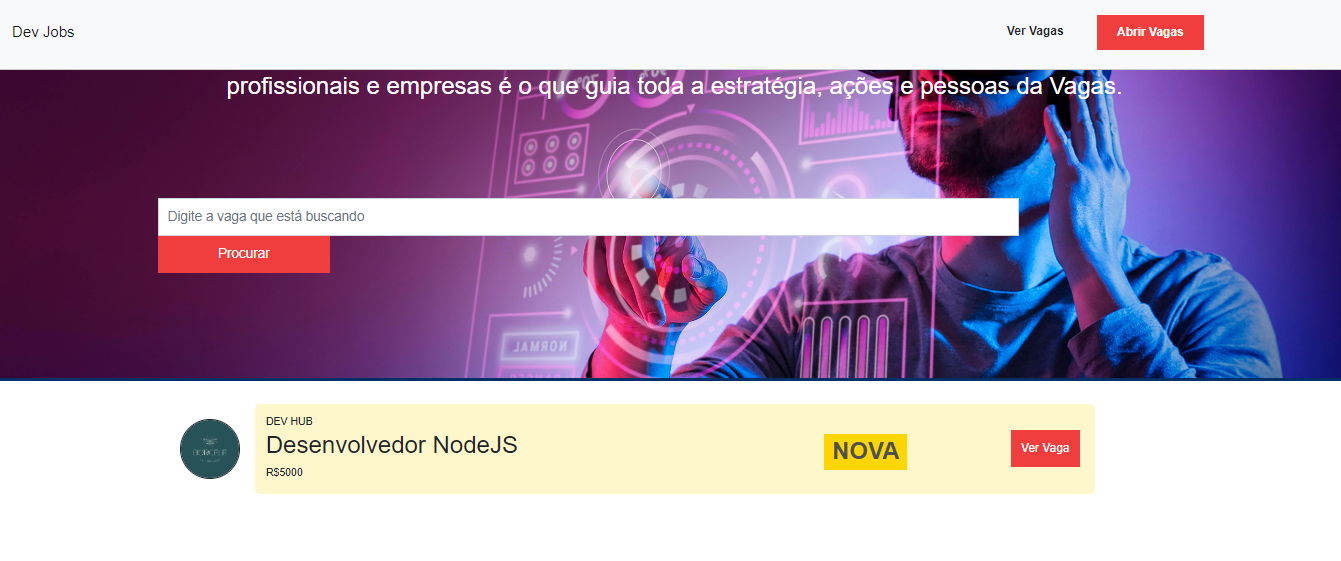 Dev Jobs
Ver Vagas
Abrir Vagas
profissionais e empresas é o que guia toda a estratégia, ações e pessoas da Vagas.
Digite a vaga que está buscando
Procurar
NORMAL
DEV HUB
Desenvolvedor NodeJS
R$5000
NOVA
Ver Vaga